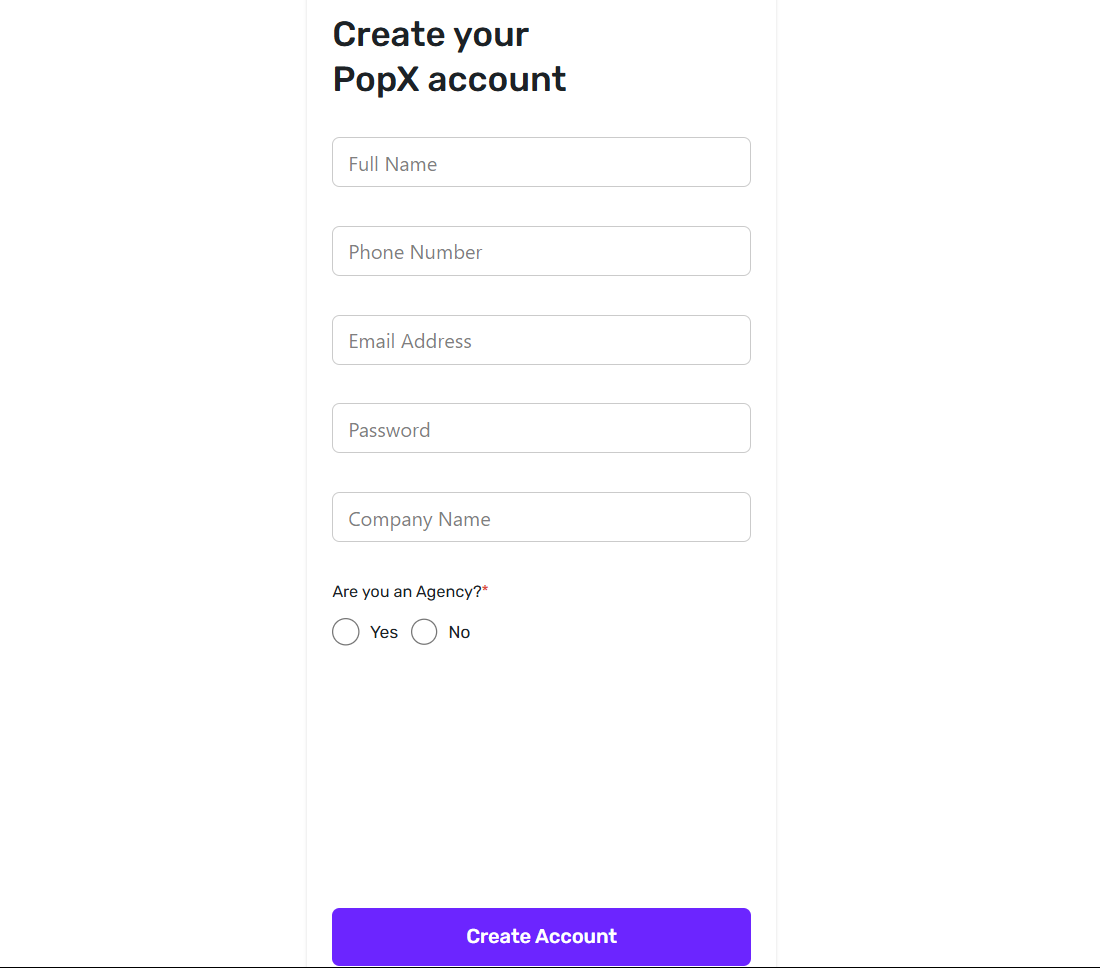 Create your
PopX account
Full Name
Phone Number
Email Address
Password
Company Name
Are you an Agency?*
Yes No
Create Account